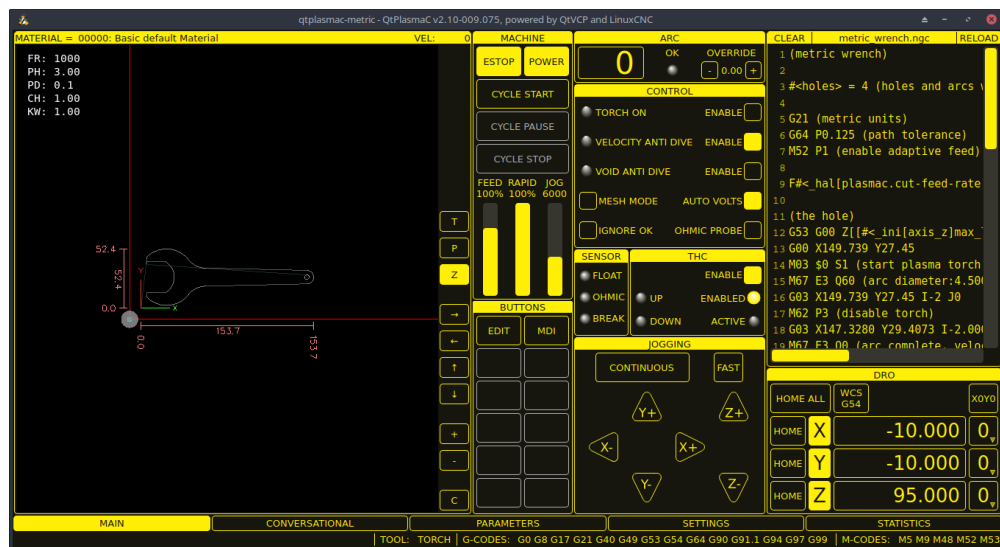 qtplasmac-metric - QtPlasmaC v2.10-009.075, powered by QtVCP and LinuxCNC
MATERIAL = 00000: Basic default Material
VEL: 0
FR: 1000
PH: 3.00
PD: 0.1
CH: 1.00
KW: 1.00
52.4
52.4
0.0
Y
X
153.7
0.0
153.7
T
P
Z
→
←
↑
↓
+
-
C
MACHINE
ESTOP POWER
CYCLE START
CYCLE PAUSE
CYCLE STOP
FEED RAPID JOG
100% 100% 6000
BUTTONS
EDIT MDI
ARC
0
OK
OVERRIDE
- 0.00 +
CONTROL
TORCH ON ENABLE
VELOCITY ANTI DIVE ENABLE
VOID ANTI DIVE ENABLE
MESH MODE AUTO VOLTS
IGNORE OK OHMIC PROBE
SENSOR
FLOAT
OHMIC
BREAK
THC
ENABLE
UP ENABLED
DOWN ACTIVE
JOGGING
CONTINUOUS FAST
Y+ Z+
X- X+
Y- Z-
CLEAR metric_wrench.ngc RELOAD
1 (metric wrench)
2
3 #<holes> = 4 (holes and arcs
4
5 G21 (metric units)
6 G64 P0.125 (path tolerance)
7 M52 P1 (enable adaptive feed)
8
9 F#<_hal[plasmac.cut-feed-rate
10
11 (the hole)
12 G53 G00 Z[[#<_ini[axis_z]max_
13 G00 X149.739 Y27.45
14 M03 $0 S1 (start plasma torch
15 M67 E3 Q60 (arc diameter:4.50
16 G03 X149.739 Y27.45 I-2 J0
17 M62 P3 (disable torch)
18 G03 X147.3280 Y29.4073 I-2.00
19 M67 E3 Q0 (arc complete, velo
DRO
HOME ALL WCS G54 X0Y0
HOME X -10.000 0
HOME Y -10.000 0
HOME Z 95.000 0
MAIN CONVERSATIONAL PARAMETERS SETTINGS STATISTICS
TOOL: TORCH | G-CODES: G0 G8 G17 G21 G40 G49 G53 G54 G64 G90 G91.1 G94 G97 G99 | M-CODES: M5 M9 M48 M52 M53